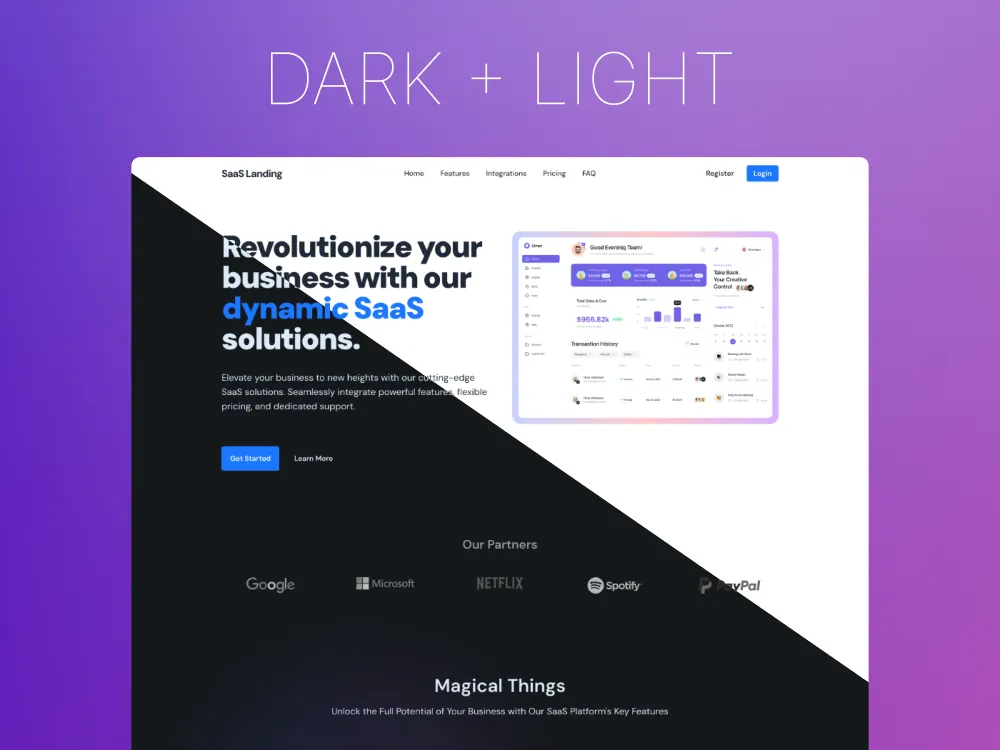 DARK + LIGHT
SaaS Landing
Home Features Integrations Pricing FAQ
Register Login
Revolutionize your
business with our
dynamic SaaS
solutions.
Elevate your business to new heights with our cutting-edge
SaaS solutions. Seamlessly integrate powerful features, flexible
pricing, and dedicated support.
Get Started Learn More
Good Evening Team!
Take Back
Your Creative
Control
Total Sales & Cost
$956.82k
Transaction History
October 2023
Our Partners
Google Microsoft NETFLIX Spotify PayPal
Magical Things
Unlock the Full Potential of Your Business with Our SaaS Platform's Key Features